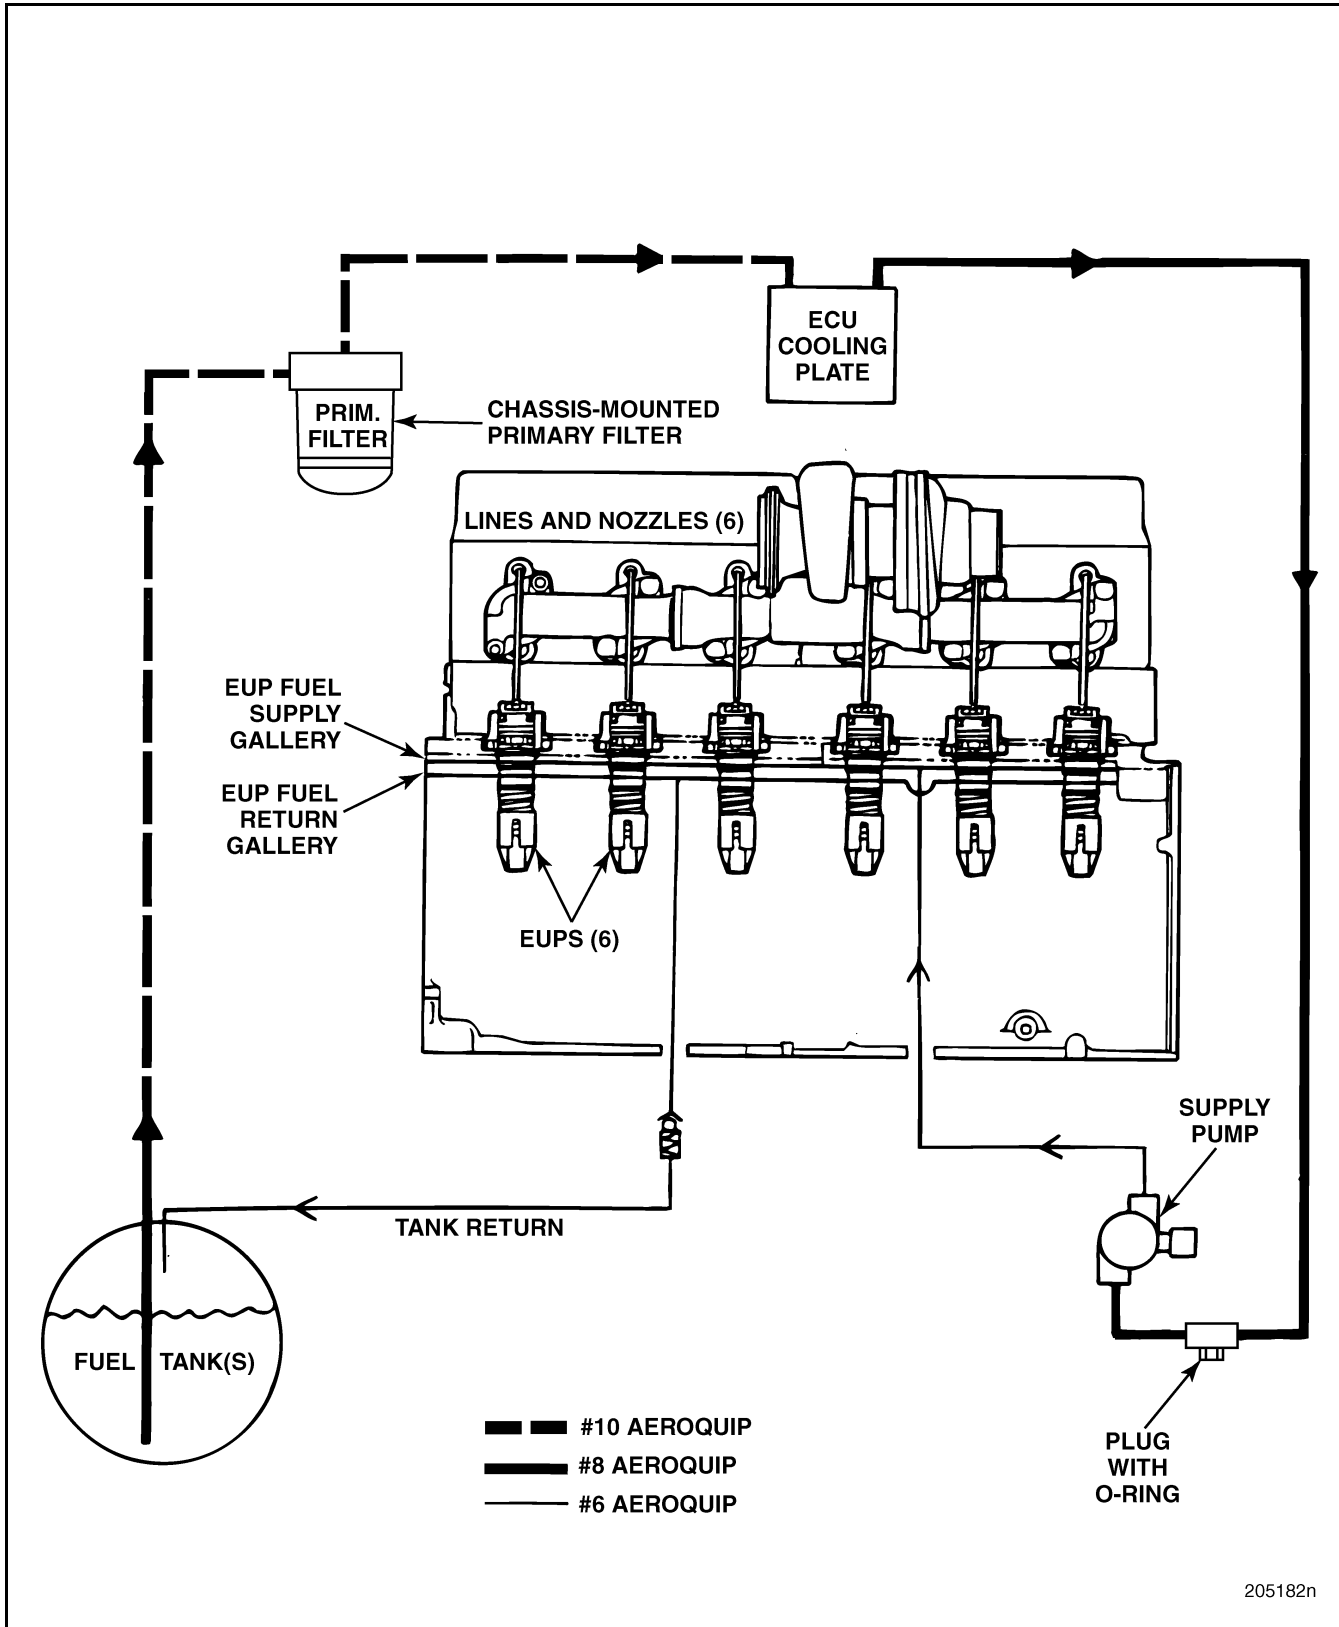 ECU
COOLING
PLATE
PRIM.
FILTER
CHASSIS-MOUNTED
PRIMARY FILTER
LINES AND NOZZLES (6)
EUP FUEL
SUPPLY
GALLERY
EUP FUEL
RETURN
GALLERY
EUPS (6)
SUPPLY
PUMP
TANK RETURN
FUEL TANK(S)
#10 AEROQUIP
#8 AEROQUIP
#6 AEROQUIP
PLUG
WITH
O-RING
205182n